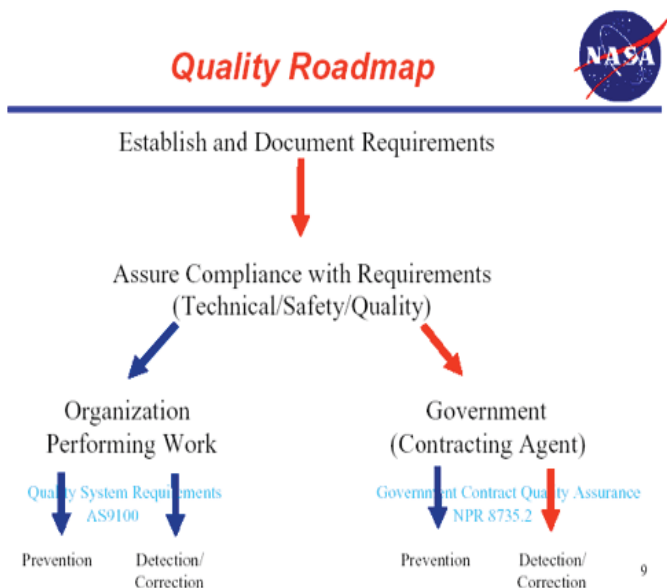 Quality Roadmap
NASA
Establish and Document Requirements
Assure Compliance with Requirements
(Technical/Safety/Quality)
Organization
Performing Work
Government
(Contracting Agent)
Quality System Requirements
AS9100
Government Contract Quality Assurance
NPR 8735.2
Prevention
Detection/
Correction
Prevention
Detection/
Correction
9